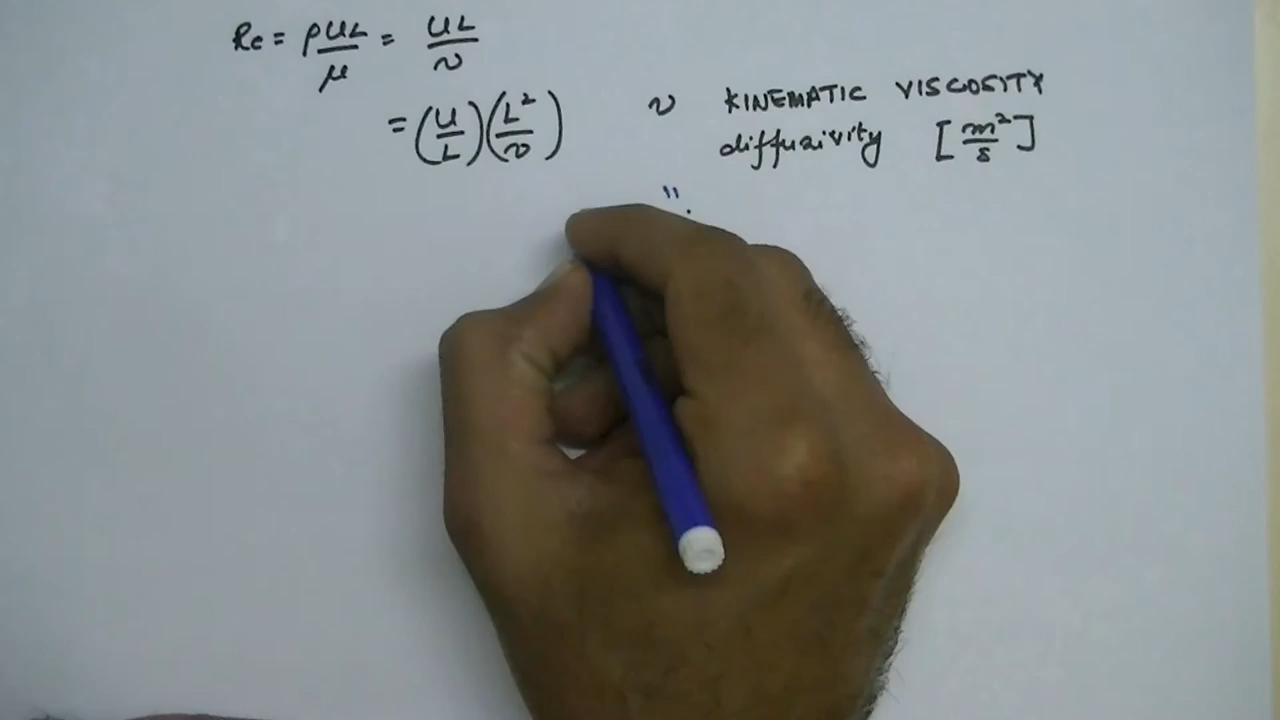 Re = ρUL/μ = UL/ν
= (U/L)(L²/ν) ν KINEMATIC VISCOSITY
diffusivity [m²/s]
".